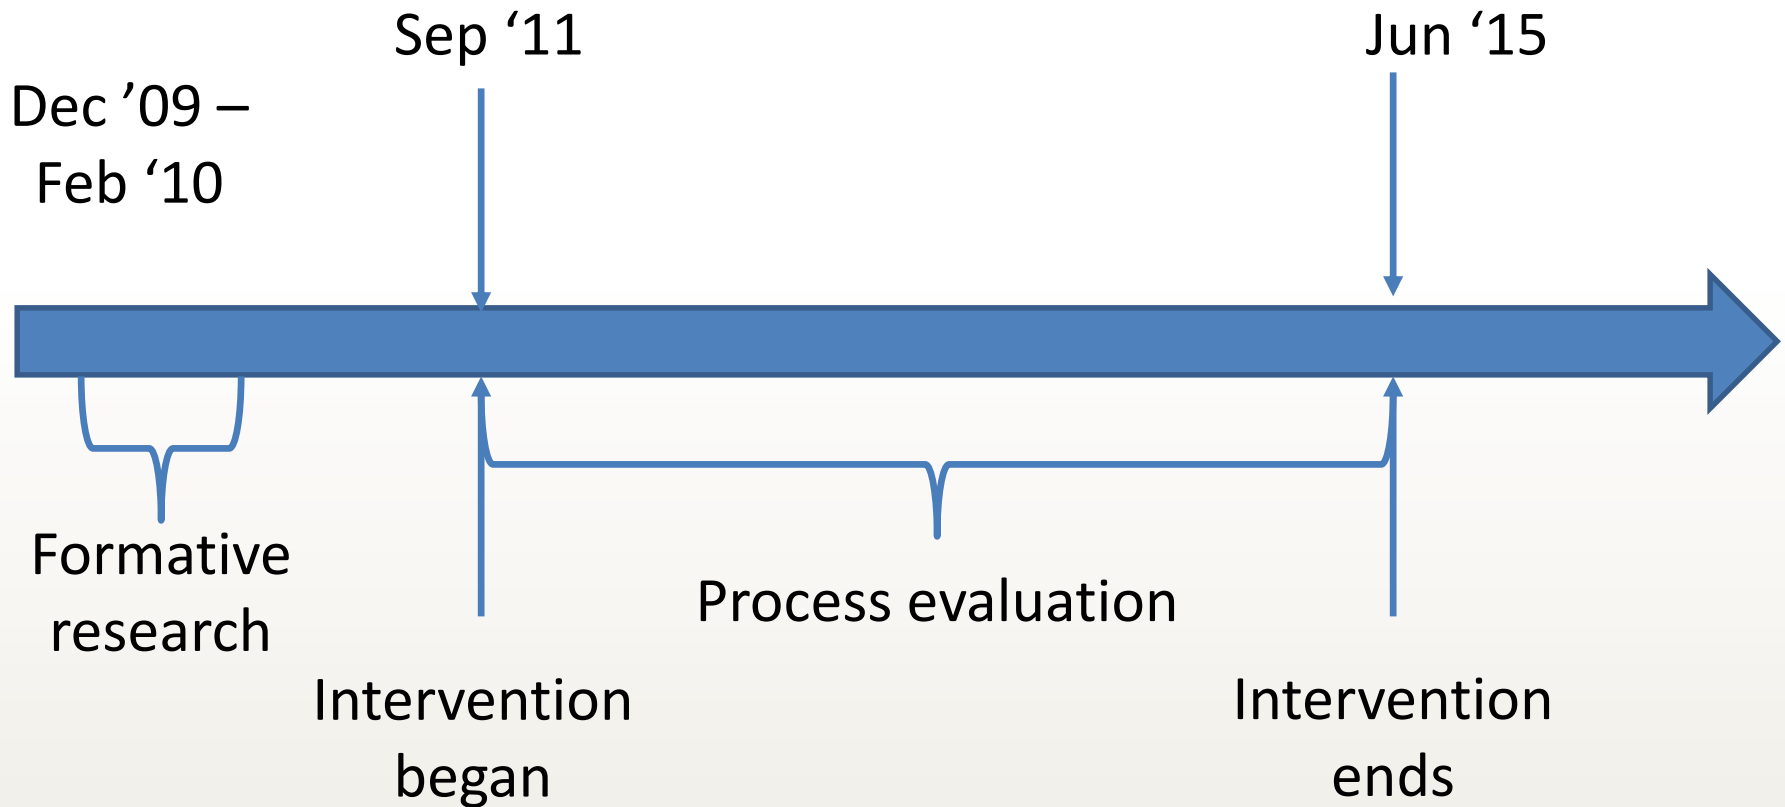 Sep ‘11
Jun ‘15
Dec ’09 –
Feb ‘10
Formative
research
Process evaluation
Intervention
began
Intervention
ends